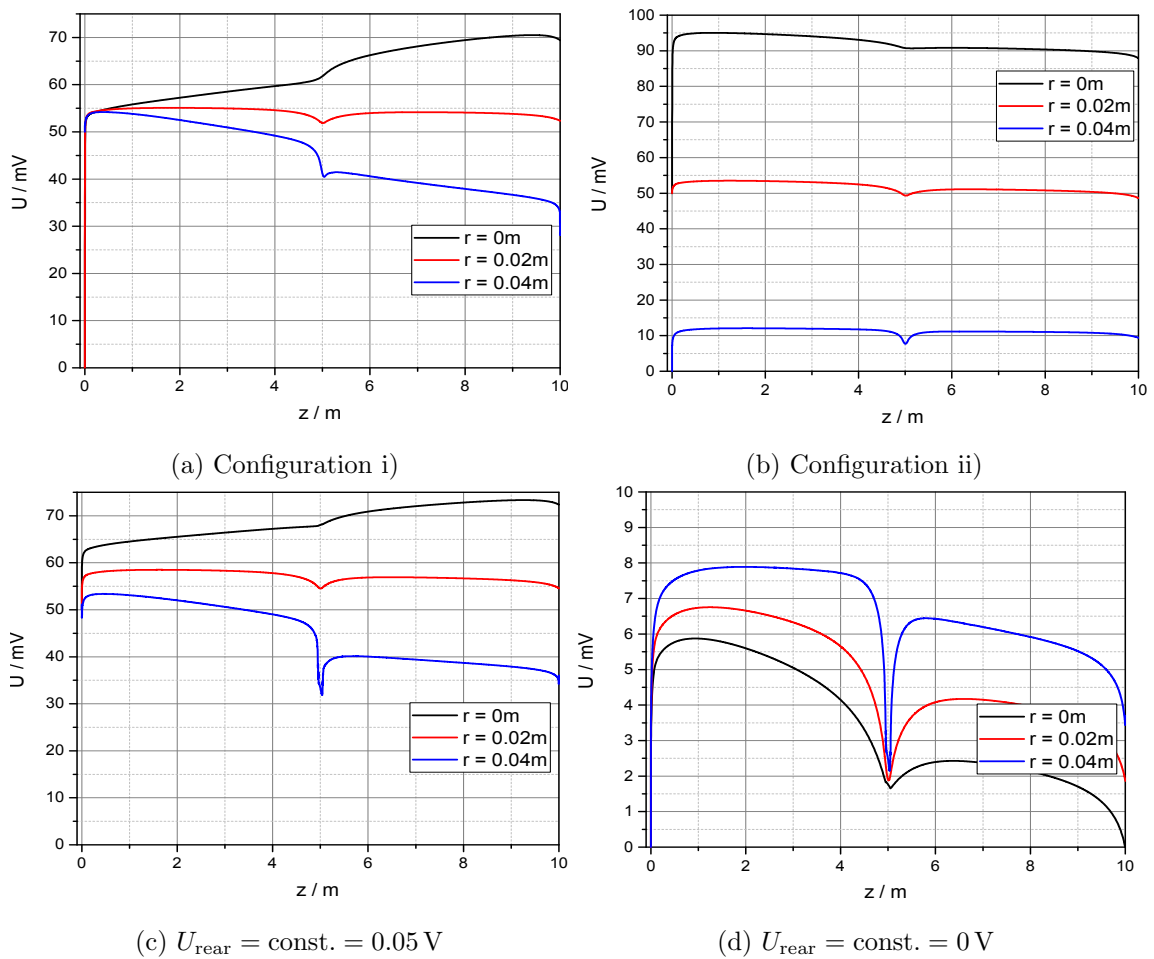 70
60
50
40
30
20
10
0
U / mV
0
2
4
6
8
10
z / m
r = 0m
r = 0.02m
r = 0.04m
(a) Configuration i)
100
90
80
70
60
50
40
30
20
10
0
U / mV
0
2
4
6
8
10
z / m
r = 0m
r = 0.02m
r = 0.04m
(b) Configuration ii)
70
60
50
40
30
20
10
0
U / mV
0
2
4
6
8
10
z / m
r = 0m
r = 0.02m
r = 0.04m
(c) U_rear = const. = 0.05 V
10
9
8
7
6
5
4
3
2
1
0
U / mV
0
2
4
6
8
10
z / m
r = 0m
r = 0.02m
r = 0.04m
(d) U_rear = const. = 0 V